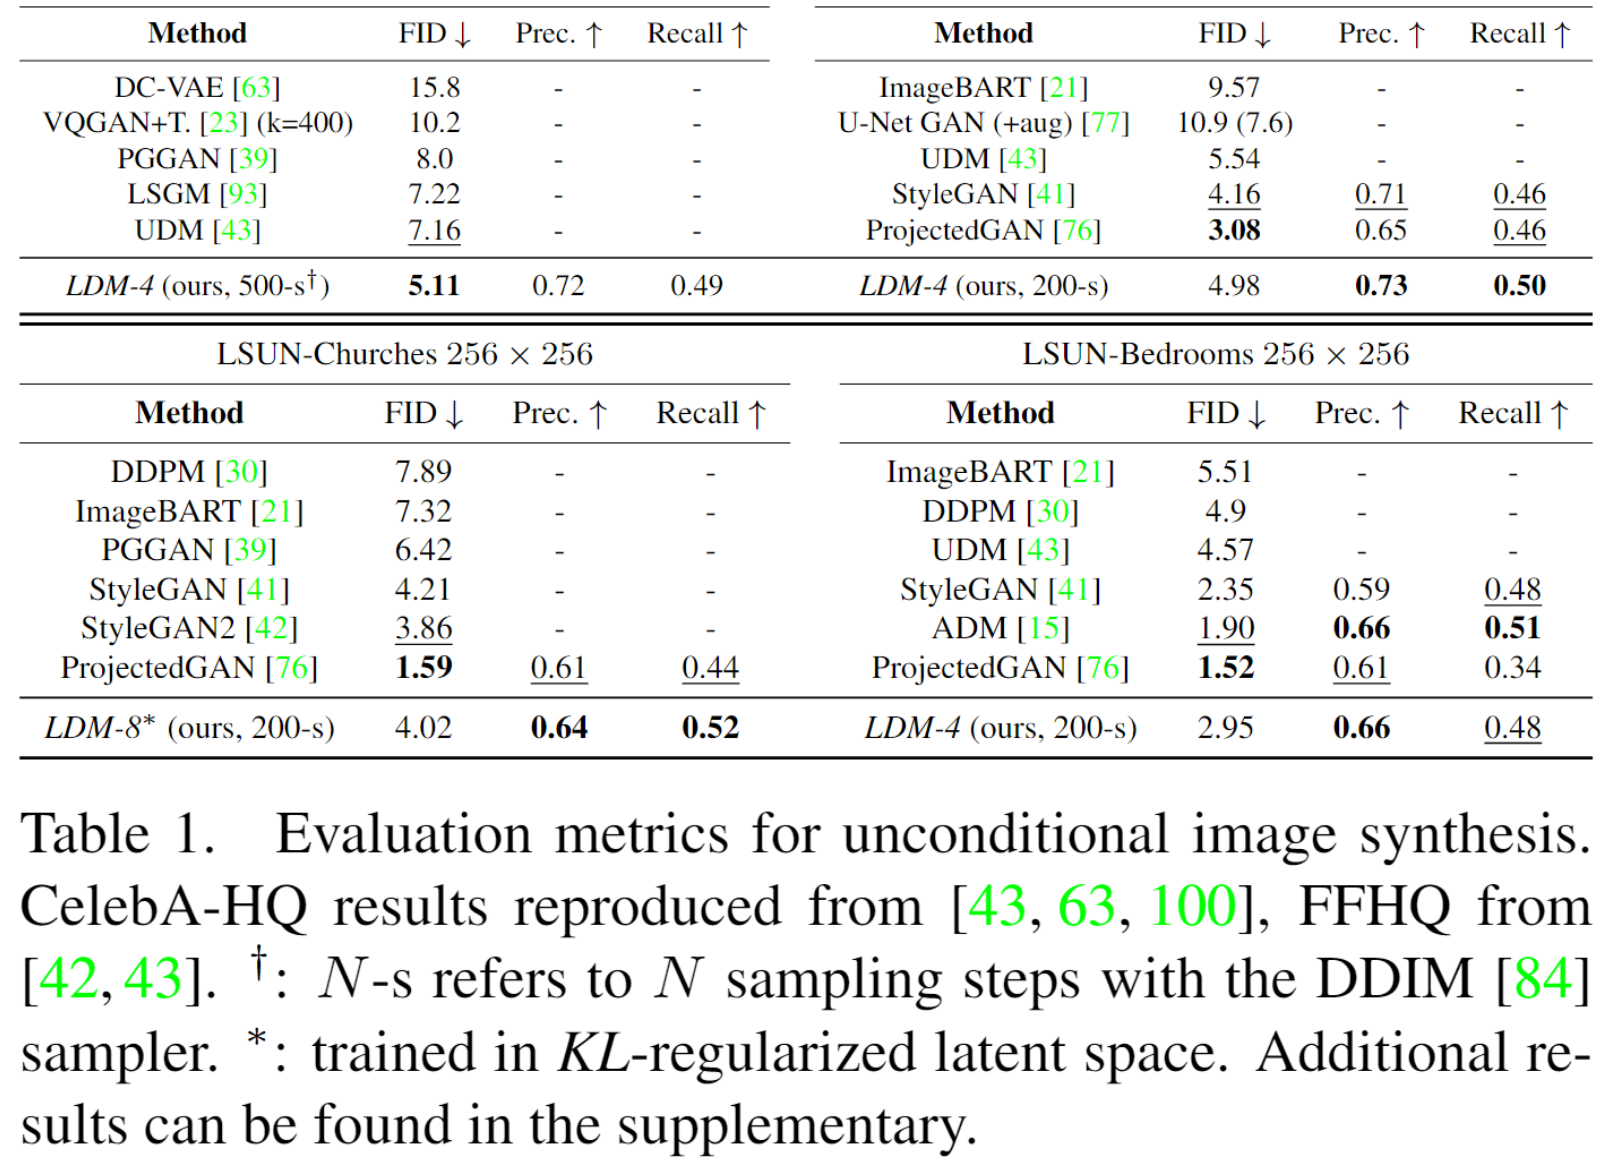 Method FID ↓ Prec. ↑ Recall ↑
DC-VAE [63] 15.8 - -
VQGAN+T. [23] (k=400) 10.2 - -
PGGAN [39] 8.0 - -
LSGM [93] 7.22 - -
UDM [43] 7.16 - -
LDM-4 (ours, 500-s†) 5.11 0.72 0.49
Method FID ↓ Prec. ↑ Recall ↑
ImageBART [21] 9.57 - -
U-Net GAN (+aug) [77] 10.9 (7.6) - -
UDM [43] 5.54 - -
StyleGAN [41] 4.16 0.71 0.46
ProjectedGAN [76] 3.08 0.65 0.46
LDM-4 (ours, 200-s) 4.98 0.73 0.50
LSUN-Churches 256 × 256
Method FID ↓ Prec. ↑ Recall ↑
DDPM [30] 7.89 - -
ImageBART [21] 7.32 - -
PGGAN [39] 6.42 - -
StyleGAN [41] 4.21 - -
StyleGAN2 [42] 3.86 - -
ProjectedGAN [76] 1.59 0.61 0.44
LDM-8* (ours, 200-s) 4.02 0.64 0.52
LSUN-Bedrooms 256 × 256
Method FID ↓ Prec. ↑ Recall ↑
ImageBART [21] 5.51 - -
DDPM [30] 4.9 - -
UDM [43] 4.57 - -
StyleGAN [41] 2.35 0.59 0.48
ADM [15] 1.90 0.66 0.51
ProjectedGAN [76] 1.52 0.61 0.34
LDM-4 (ours, 200-s) 2.95 0.66 0.48
Table 1. Evaluation metrics for unconditional image synthesis.
CelebA-HQ results reproduced from [43, 63, 100], FFHQ from
[42, 43]. †: N-s refers to N sampling steps with the DDIM [84]
sampler. *: trained in KL-regularized latent space. Additional re-
sults can be found in the supplementary.